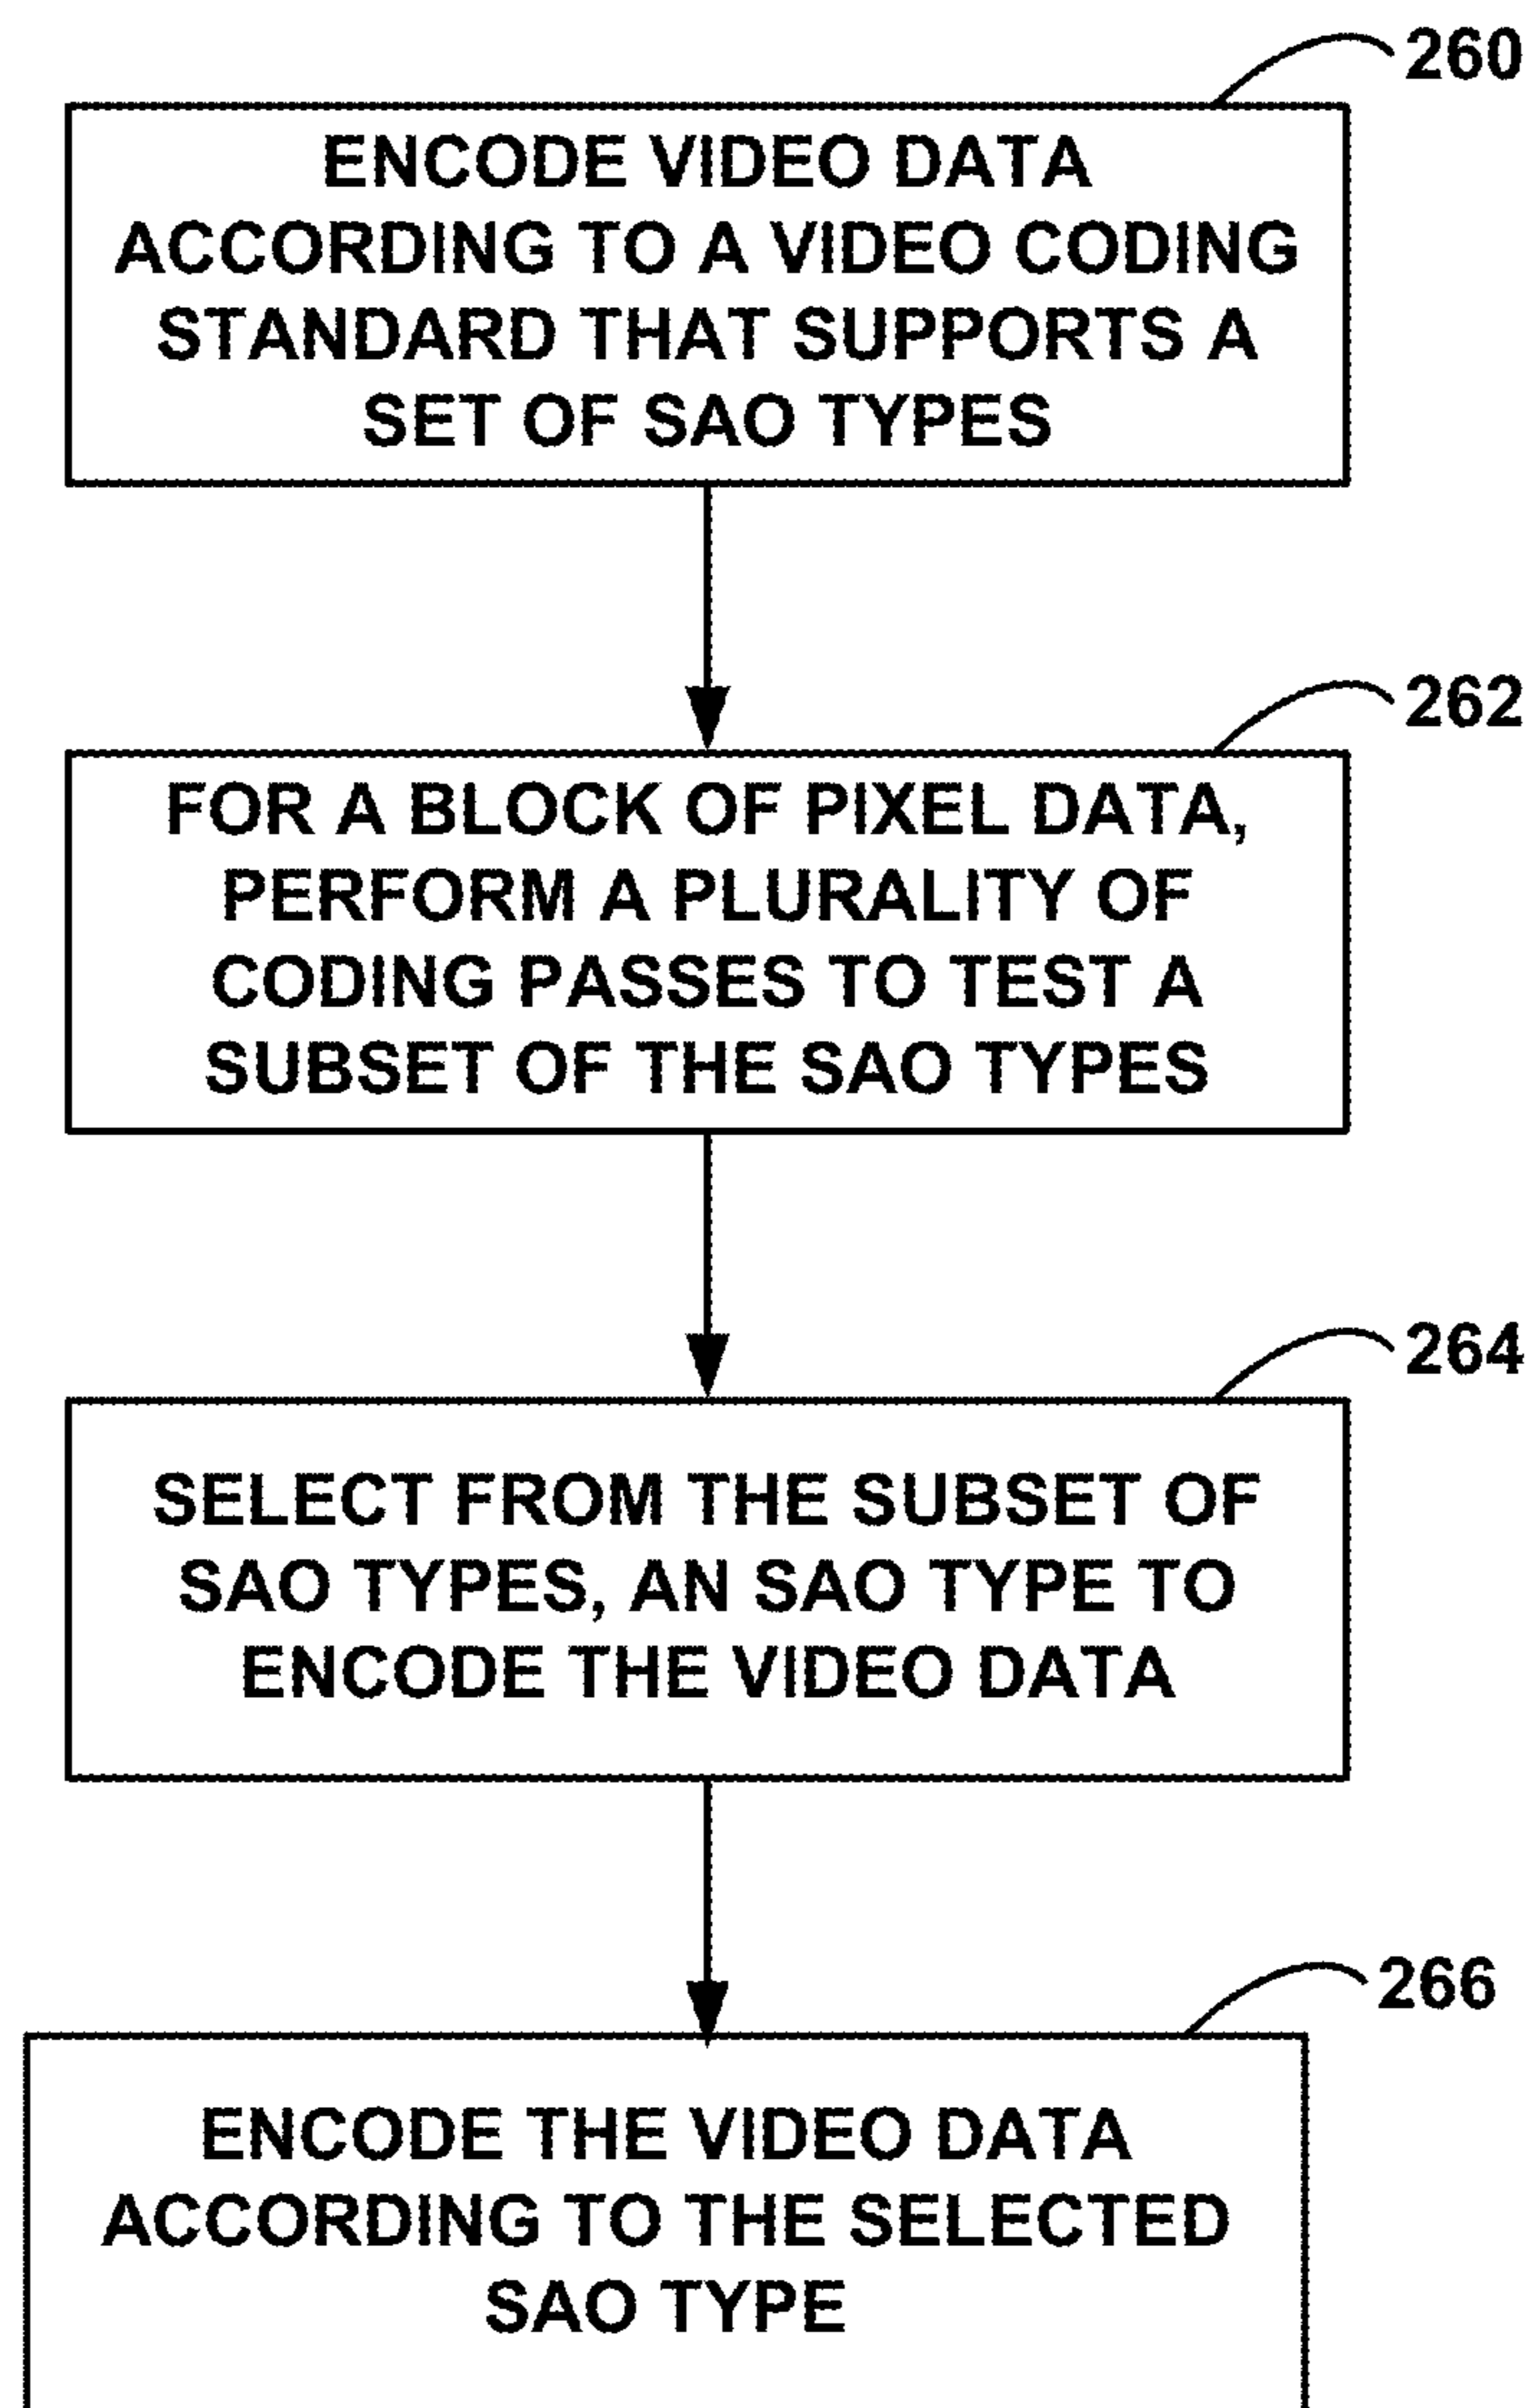 260
ENCODE VIDEO DATA
ACCORDING TO A VIDEO CODING
STANDARD THAT SUPPORTS A
SET OF SAO TYPES
262
FOR A BLOCK OF PIXEL DATA,
PERFORM A PLURALITY OF
CODING PASSES TO TEST A
SUBSET OF THE SAO TYPES
264
SELECT FROM THE SUBSET OF
SAO TYPES, AN SAO TYPE TO
ENCODE THE VIDEO DATA
266
ENCODE THE VIDEO DATA
ACCORDING TO THE SELECTED
SAO TYPE